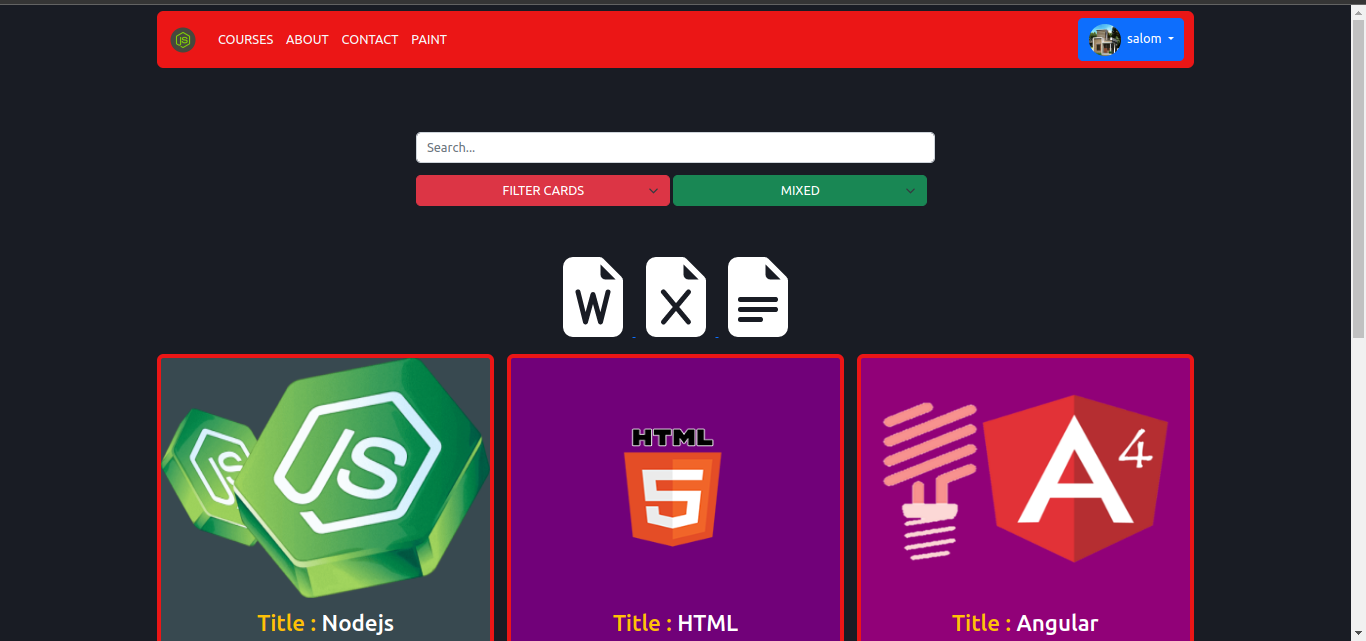 JS COURSES ABOUT CONTACT PAINT salom
Search...
FILTER CARDS MIXED
W X
JS JS
HTML
5
A 4
Title : Nodejs Title : HTML Title : Angular